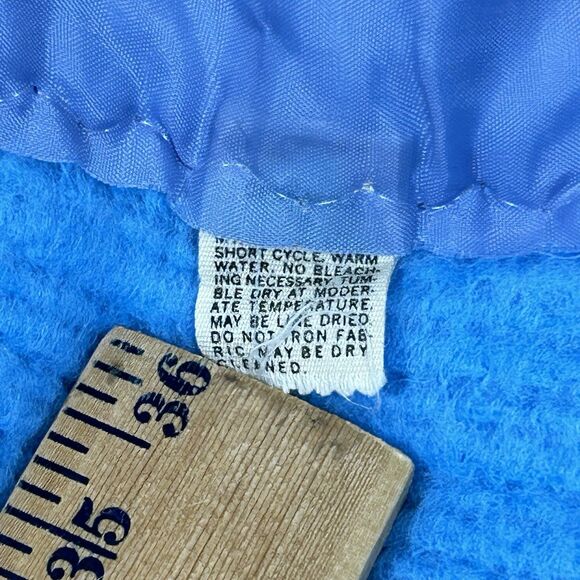 SHORT CYCLE, WARM
WATER, NO BLEACH-
ING NECESSARY. TUM-
BLE DRY AT MODER-
ATE TEMPERATURE
MAY BE LINE DRIED.
DO NOT IRON FAB-
RIC. MAY BE DRY
CLEANED.
36
35